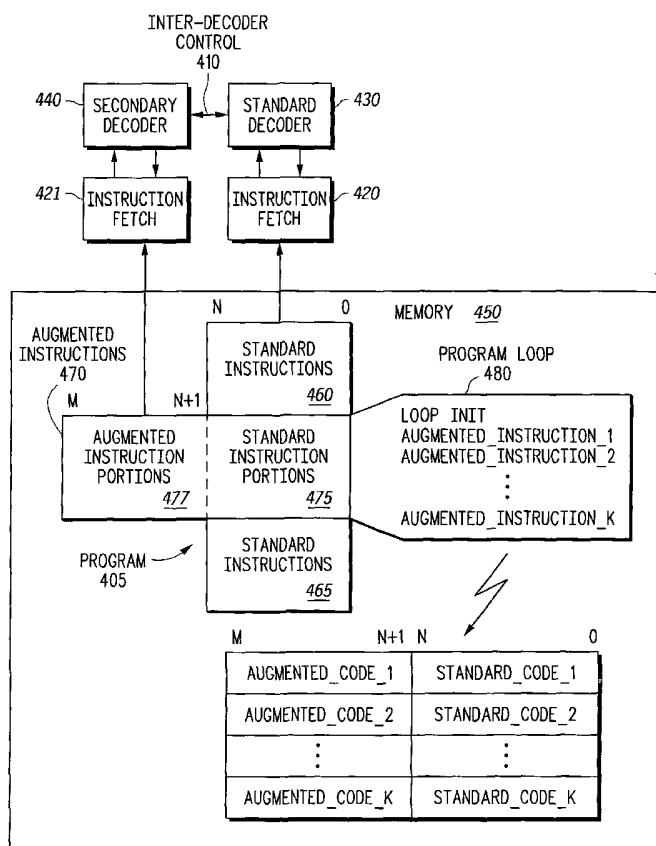 INTER-DECODER
CONTROL
410
440
SECONDARY
DECODER
STANDARD
DECODER
430
421
INSTRUCTION
FETCH
INSTRUCTION
FETCH
420
N
0
MEMORY 450
AUGMENTED
INSTRUCTIONS
470
STANDARD
INSTRUCTIONS
460
PROGRAM LOOP
480
M
N+1
AUGMENTED
INSTRUCTION
PORTIONS
477
STANDARD
INSTRUCTION
PORTIONS
475
LOOP INIT
AUGMENTED_INSTRUCTION_1
AUGMENTED_INSTRUCTION_2
AUGMENTED_INSTRUCTION_K
PROGRAM
405
STANDARD
INSTRUCTIONS
465
M N+1 N 0
AUGMENTED_CODE_1 STANDARD_CODE_1
AUGMENTED_CODE_2 STANDARD_CODE_2
AUGMENTED_CODE_K STANDARD_CODE_K